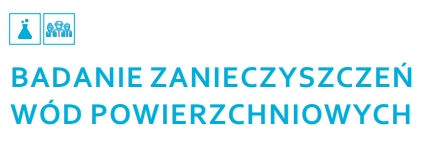 BADANIE ZANIECZYSZCZEŃ
WÓD POWIERZCHNIOWYCH